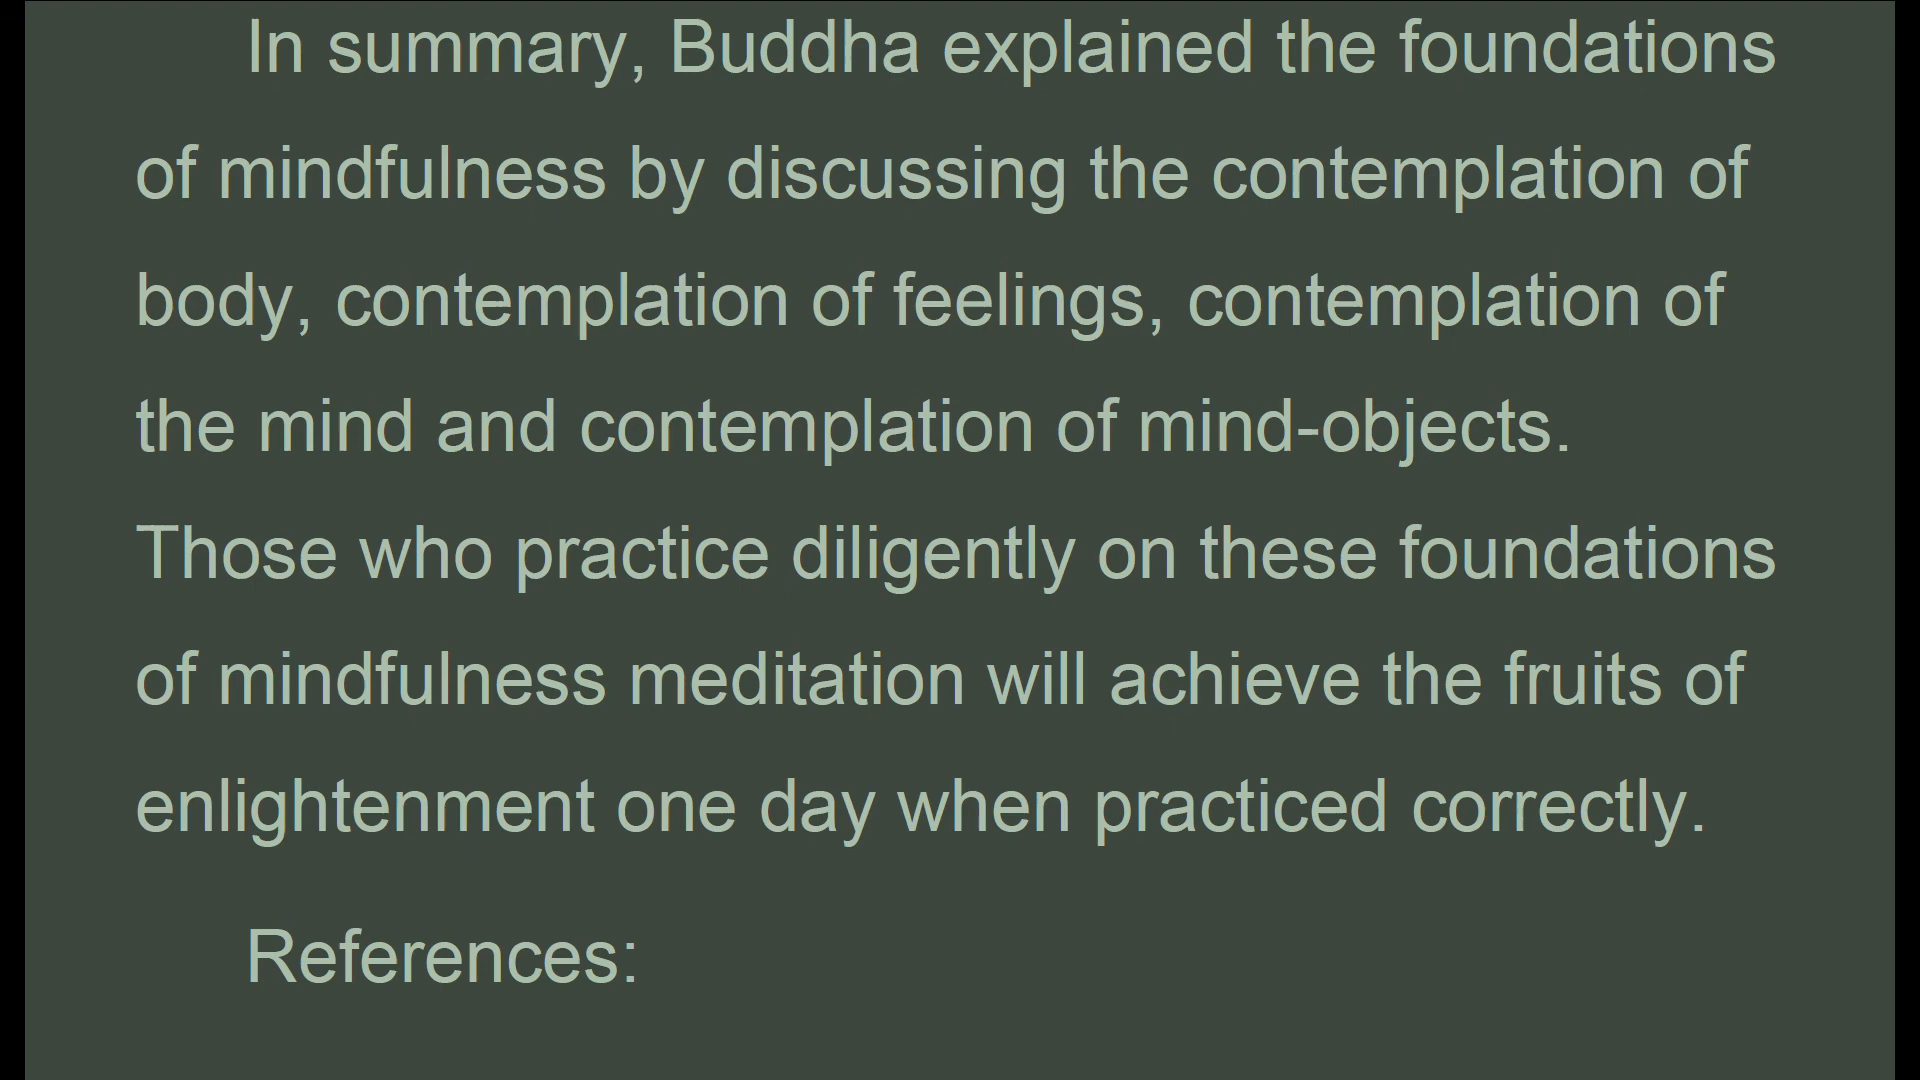 In summary, Buddha explained the foundations
of mindfulness by discussing the contemplation of
body, contemplation of feelings, contemplation of
the mind and contemplation of mind-objects.
Those who practice diligently on these foundations
of mindfulness meditation will achieve the fruits of
enlightenment one day when practiced correctly.
References: